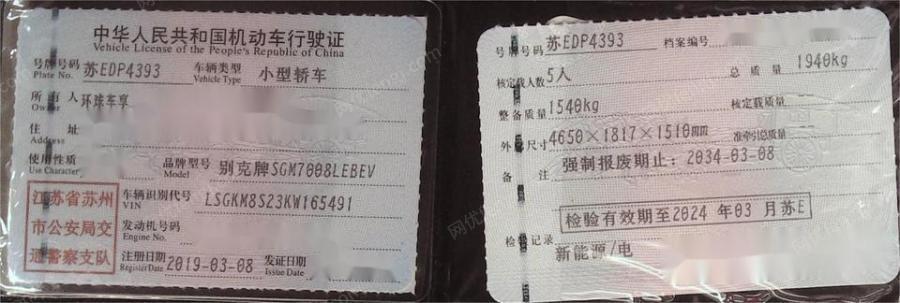 中华人民共和国机动车行驶证
Vehicle License of the People's Republic of China
号牌号码 苏EDP4393 车辆类型 小型轿车
Plate No. Vehicle Type
所有人 环球车享
Owner
住址
使用性质 品牌型号 别克牌SGM7008LEBEV
Use Character Model
江苏省苏州
市公安局交
通警察支队
车辆识别代号 LSGKM8S23KW165491
VIN
发动机号码
Engine No.
注册日期 2019-03-08 发证日期
Register Date Issue Date
号牌号码 苏EDP4393 档案编号
核定载人数 5人 总质量 1940kg
整备质量 1540kg 核定载质量
外廓尺寸 4650×1817×1510 准牵引总质量
备注 强制报废期止：2034-03-08
检验有效期至2024 年03 月苏E
检验记录
新能源/电